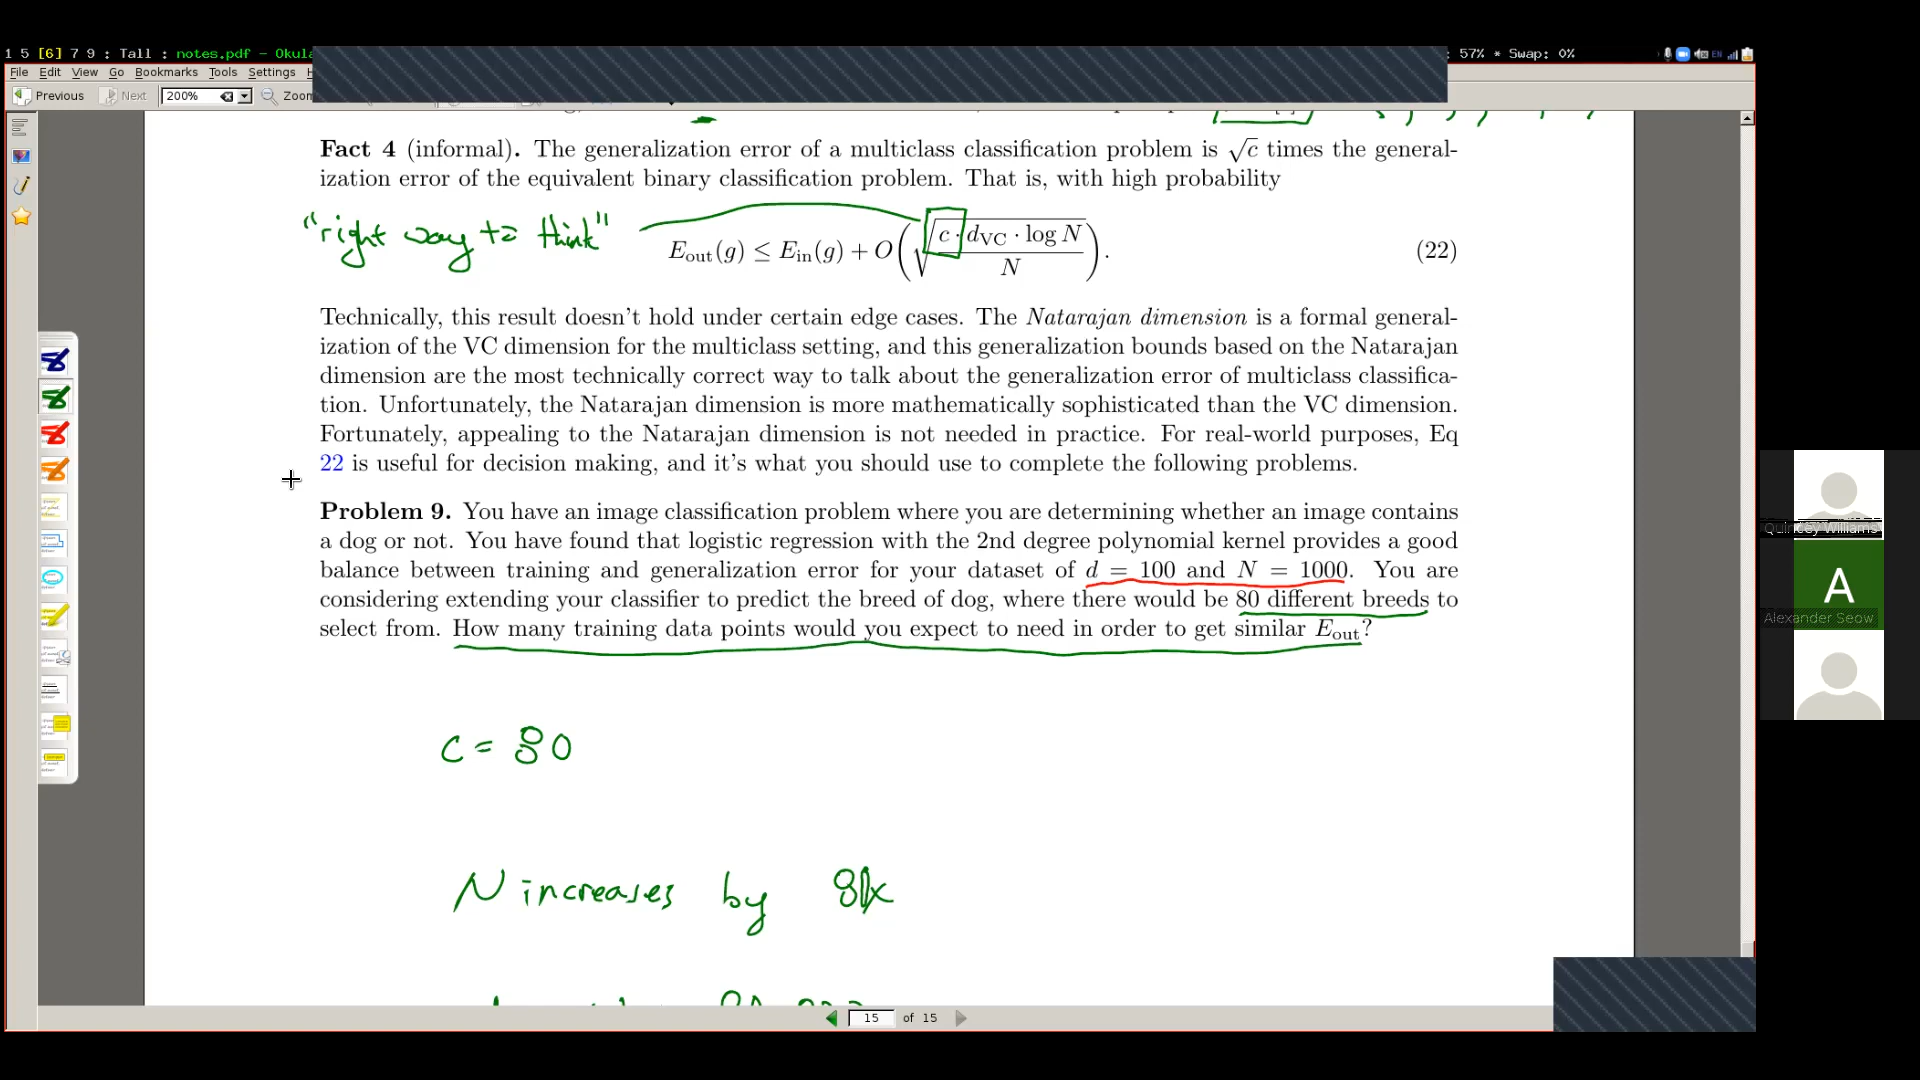 1 5 [6] 7 9 : Tall : notes.pdf – Okula
: 57% * Swap: 0%
EN
File Edit View Go Bookmarks Tools Settings H
Previous Next 200% Zoom
Fact 4 (informal). The generalization error of a multiclass classification problem is √c times the general-
ization error of the equivalent binary classification problem. That is, with high probability
"right way to think"
E_out(g) ≤ E_in(g) + O(√(c · d_VC · log N / N)). (22)
Technically, this result doesn't hold under certain edge cases. The Natarajan dimension is a formal general-
ization of the VC dimension for the multiclass setting, and this generalization bounds based on the Natarajan
dimension are the most technically correct way to talk about the generalization error of multiclass classifica-
tion. Unfortunately, the Natarajan dimension is more mathematically sophisticated than the VC dimension.
Fortunately, appealing to the Natarajan dimension is not needed in practice. For real-world purposes, Eq
22 is useful for decision making, and it's what you should use to complete the following problems.
Problem 9. You have an image classification problem where you are determining whether an image contains
a dog or not. You have found that logistic regression with the 2nd degree polynomial kernel provides a good
balance between training and generalization error for your dataset of d = 100 and N = 1000. You are
considering extending your classifier to predict the breed of dog, where there would be 80 different breeds to
select from. How many training data points would you expect to need in order to get similar E_out?
c = 80
N increases by
15 of 15
Quincey Williams
A
Alexander Seow